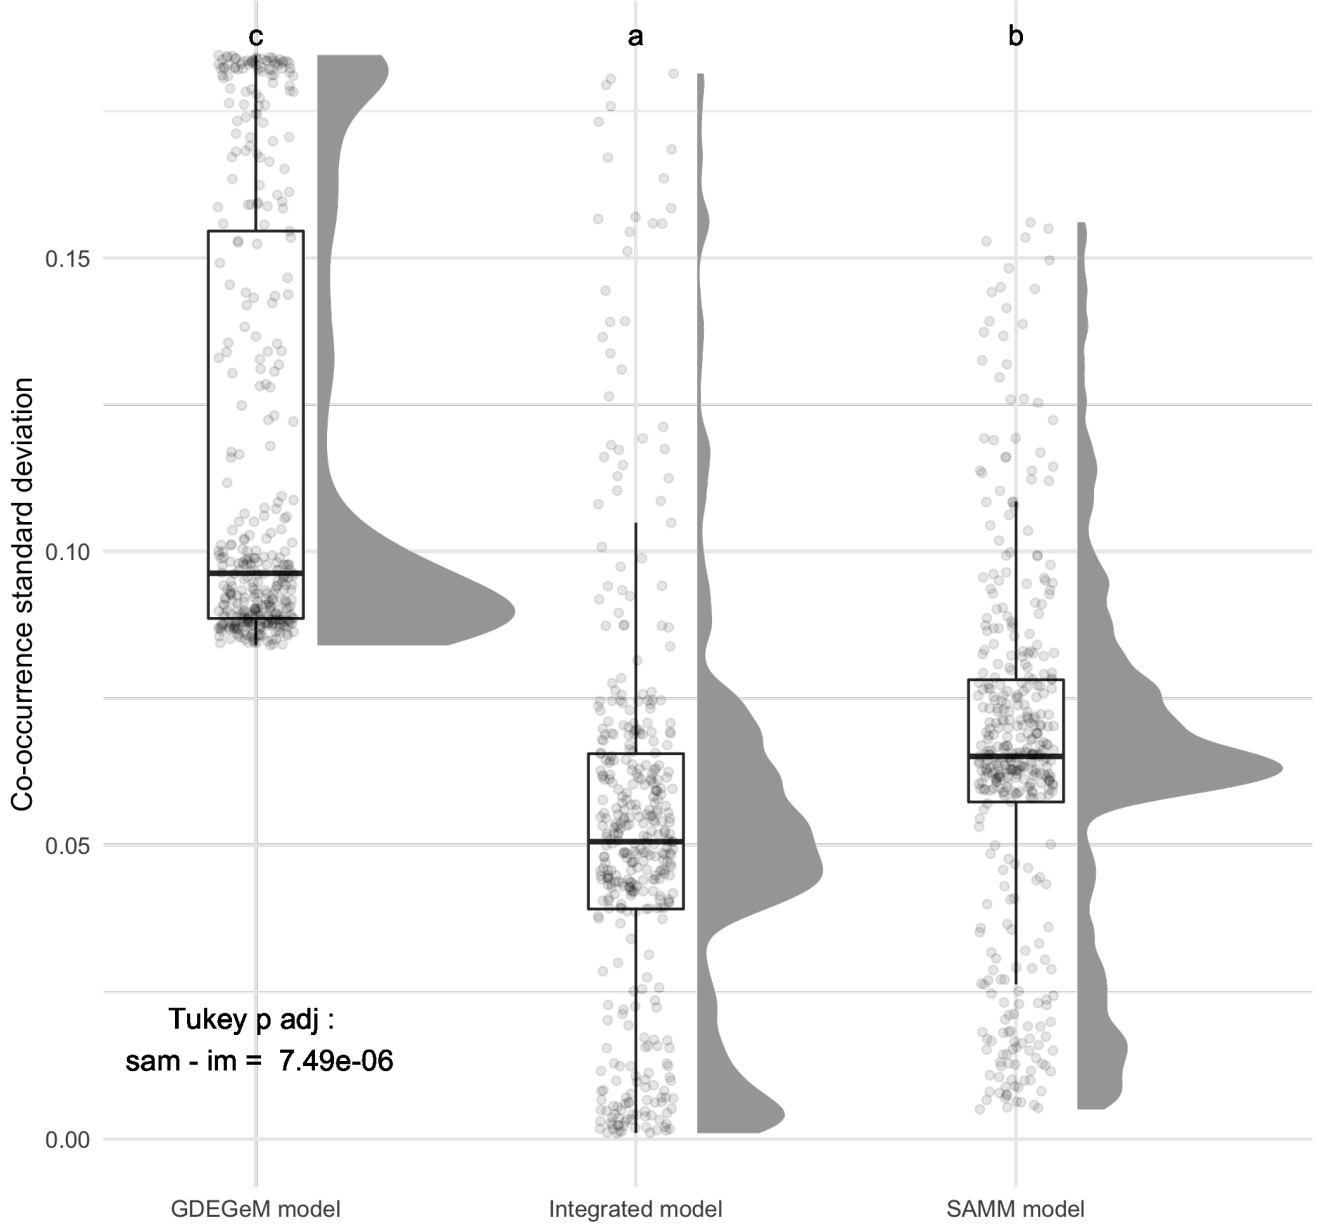 c a b
0.15
0.10
0.05
0.00
Co-occurrence standard deviation
Tukey p adj :
sam - im = 7.49e-06
GDEGeM model Integrated model SAMM model